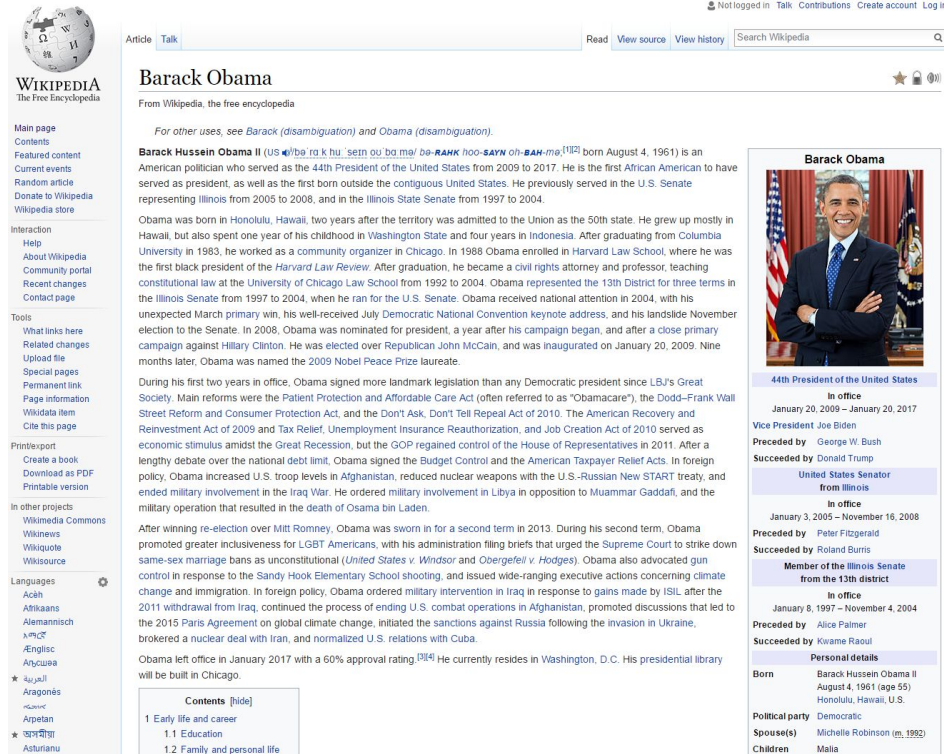 Not logged in Talk Contributions Create account Log in
WIKIPEDIA
The Free Encyclopedia
Main page
Contents
Featured content
Current events
Random article
Donate to Wikipedia
Wikipedia store
Interaction
Help
About Wikipedia
Community portal
Recent changes
Contact page
Tools
What links here
Related changes
Upload file
Special pages
Permanent link
Page information
Wikidata item
Cite this page
Print/export
Create a book
Download as PDF
Printable version
In other projects
Wikimedia Commons
Wikinews
Wikiquote
Wikisource
Languages
Acèh
Afrikaans
Alemannisch
አማርኛ
Ænglisc
Аҧсшәа
العربية
Aragonés
Arpetan
অসমীয়া
Asturianu
Article Talk Read View source View history Search Wikipedia
Barack Obama
From Wikipedia, the free encyclopedia
For other uses, see Barack (disambiguation) and Obama (disambiguation).
Barack Hussein Obama II (US /bəˈrɑːk huːˈseɪn oʊˈbɑːmə/ bə-RAHK hoo-SAYN oh-BAH-mə;[1][2] born August 4, 1961) is an
American politician who served as the 44th President of the United States from 2009 to 2017. He is the first African American to have
served as president, as well as the first born outside the contiguous United States. He previously served in the U.S. Senate
representing Illinois from 2005 to 2008, and in the Illinois State Senate from 1997 to 2004.
Obama was born in Honolulu, Hawaii, two years after the territory was admitted to the Union as the 50th state. He grew up mostly in
Hawaii, but also spent one year of his childhood in Washington State and four years in Indonesia. After graduating from Columbia
University in 1983, he worked as a community organizer in Chicago. In 1988 Obama enrolled in Harvard Law School, where he was
the first black president of the Harvard Law Review. After graduation, he became a civil rights attorney and professor, teaching
constitutional law at the University of Chicago Law School from 1992 to 2004. Obama represented the 13th District for three terms in
the Illinois Senate from 1997 to 2004, when he ran for the U.S. Senate. Obama received national attention in 2004, with his
unexpected March primary win, his well-received July Democratic National Convention keynote address, and his landslide November
election to the Senate. In 2008, Obama was nominated for president, a year after his campaign began, and after a close primary
campaign against Hillary Clinton. He was elected over Republican John McCain, and was inaugurated on January 20, 2009. Nine
months later, Obama was named the 2009 Nobel Peace Prize laureate.
During his first two years in office, Obama signed more landmark legislation than any Democratic president since LBJ's Great
Society. Main reforms were the Patient Protection and Affordable Care Act (often referred to as "Obamacare"), the Dodd–Frank Wall
Street Reform and Consumer Protection Act, and the Don't Ask, Don't Tell Repeal Act of 2010. The American Recovery and
Reinvestment Act of 2009 and Tax Relief, Unemployment Insurance Reauthorization, and Job Creation Act of 2010 served as
economic stimulus amidst the Great Recession, but the GOP regained control of the House of Representatives in 2011. After a
lengthy debate over the national debt limit, Obama signed the Budget Control and the American Taxpayer Relief Acts. In foreign
policy, Obama increased U.S. troop levels in Afghanistan, reduced nuclear weapons with the U.S.-Russian New START treaty, and
ended military involvement in the Iraq War. He ordered military involvement in Libya in opposition to Muammar Gaddafi, and the
military operation that resulted in the death of Osama bin Laden.
After winning re-election over Mitt Romney, Obama was sworn in for a second term in 2013. During his second term, Obama
promoted greater inclusiveness for LGBT Americans, with his administration filing briefs that urged the Supreme Court to strike down
same-sex marriage bans as unconstitutional (United States v. Windsor and Obergefell v. Hodges). Obama also advocated gun
control in response to the Sandy Hook Elementary School shooting, and issued wide-ranging executive actions concerning climate
change and immigration. In foreign policy, Obama ordered military intervention in Iraq in response to gains made by ISIL after the
2011 withdrawal from Iraq, continued the process of ending U.S. combat operations in Afghanistan, promoted discussions that led to
the 2015 Paris Agreement on global climate change, initiated the sanctions against Russia following the invasion in Ukraine,
brokered a nuclear deal with Iran, and normalized U.S. relations with Cuba.
Obama left office in January 2017 with a 60% approval rating.[3][4] He currently resides in Washington, D.C. His presidential library
will be built in Chicago.
Contents [hide]
1 Early life and career
1.1 Education
1.2 Family and personal life
Barack Obama
44th President of the United States
In office
January 20, 2009 – January 20, 2017
Vice President Joe Biden
Preceded by George W. Bush
Succeeded by Donald Trump
United States Senator
from Illinois
In office
January 3, 2005 – November 16, 2008
Preceded by Peter Fitzgerald
Succeeded by Roland Burris
Member of the Illinois Senate
from the 13th district
In office
January 8, 1997 – November 4, 2004
Preceded by Alice Palmer
Succeeded by Kwame Raoul
Personal details
Born Barack Hussein Obama II
August 4, 1961 (age 55)
Honolulu, Hawaii, U.S.
Political party Democratic
Spouse(s) Michelle Robinson (m. 1992)
Children Malia